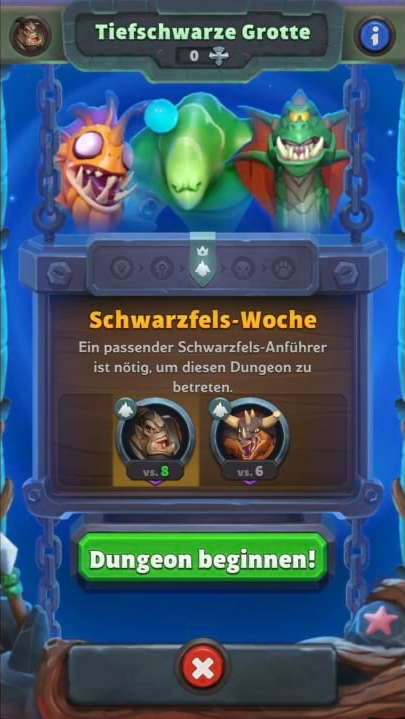 Tiefschwarze Grotte
0
Schwarzfels-Woche
Ein passender Schwarzfels-Anführer
ist nötig, um diesen Dungeon zu
betreten.
vs. 8
vs. 6
Dungeon beginnen!